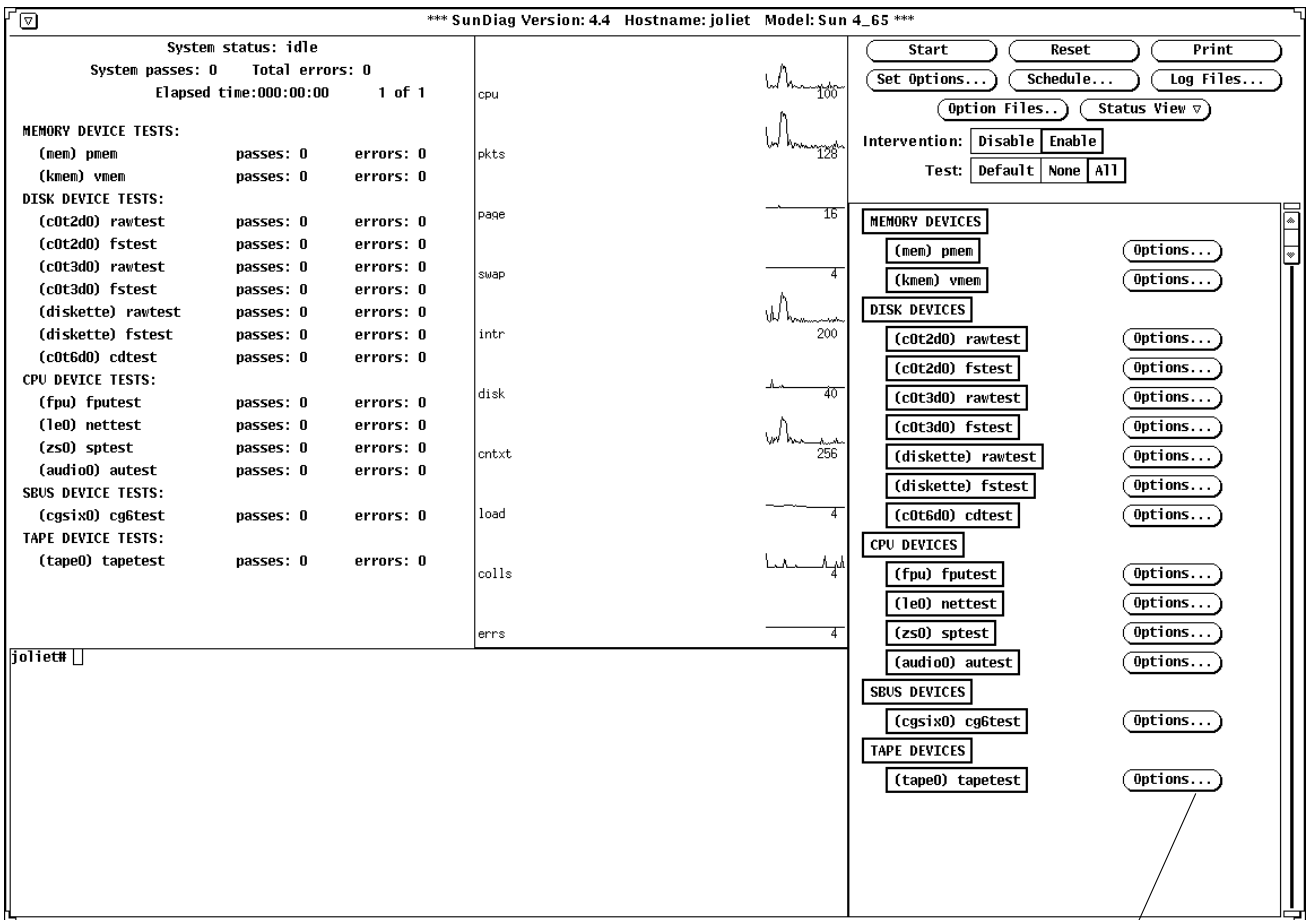 *** SunDiag Version: 4.4 Hostname: joliet Model: Sun 4_65 ***
System status: idle
System passes: 0 Total errors: 0
Elapsed time:000:00:00 1 of 1
MEMORY DEVICE TESTS:
(mem) pmem passes: 0 errors: 0
(kmem) vmem passes: 0 errors: 0
DISK DEVICE TESTS:
(c0t2d0) rawtest passes: 0 errors: 0
(c0t2d0) fstest passes: 0 errors: 0
(c0t3d0) rawtest passes: 0 errors: 0
(c0t3d0) fstest passes: 0 errors: 0
(diskette) rawtest passes: 0 errors: 0
(diskette) fstest passes: 0 errors: 0
(c0t6d0) cdtest passes: 0 errors: 0
CPU DEVICE TESTS:
(fpu) fputest passes: 0 errors: 0
(le0) nettest passes: 0 errors: 0
(zs0) sptest passes: 0 errors: 0
(audio0) autest passes: 0 errors: 0
SBUS DEVICE TESTS:
(cgsix0) cg6test passes: 0 errors: 0
TAPE DEVICE TESTS:
(tape0) tapetest passes: 0 errors: 0
cpu 100
pkts 128
page 16
swap 4
intr 200
disk 40
cntxt 256
load 4
colls 4
errs 4
Start Reset Print
Set Options... Schedule... Log Files...
Option Files.. Status View
Intervention: Disable Enable
Test: Default None All
MEMORY DEVICES
(mem) pmem Options...
(kmem) vmem Options...
DISK DEVICES
(c0t2d0) rawtest Options...
(c0t2d0) fstest Options...
(c0t3d0) rawtest Options...
(c0t3d0) fstest Options...
(diskette) rawtest Options...
(diskette) fstest Options...
(c0t6d0) cdtest Options...
CPU DEVICES
(fpu) fputest Options...
(le0) nettest Options...
(zs0) sptest Options...
(audio0) autest Options...
SBUS DEVICES
(cgsix0) cg6test Options...
TAPE DEVICES
(tape0) tapetest Options...
joliet#